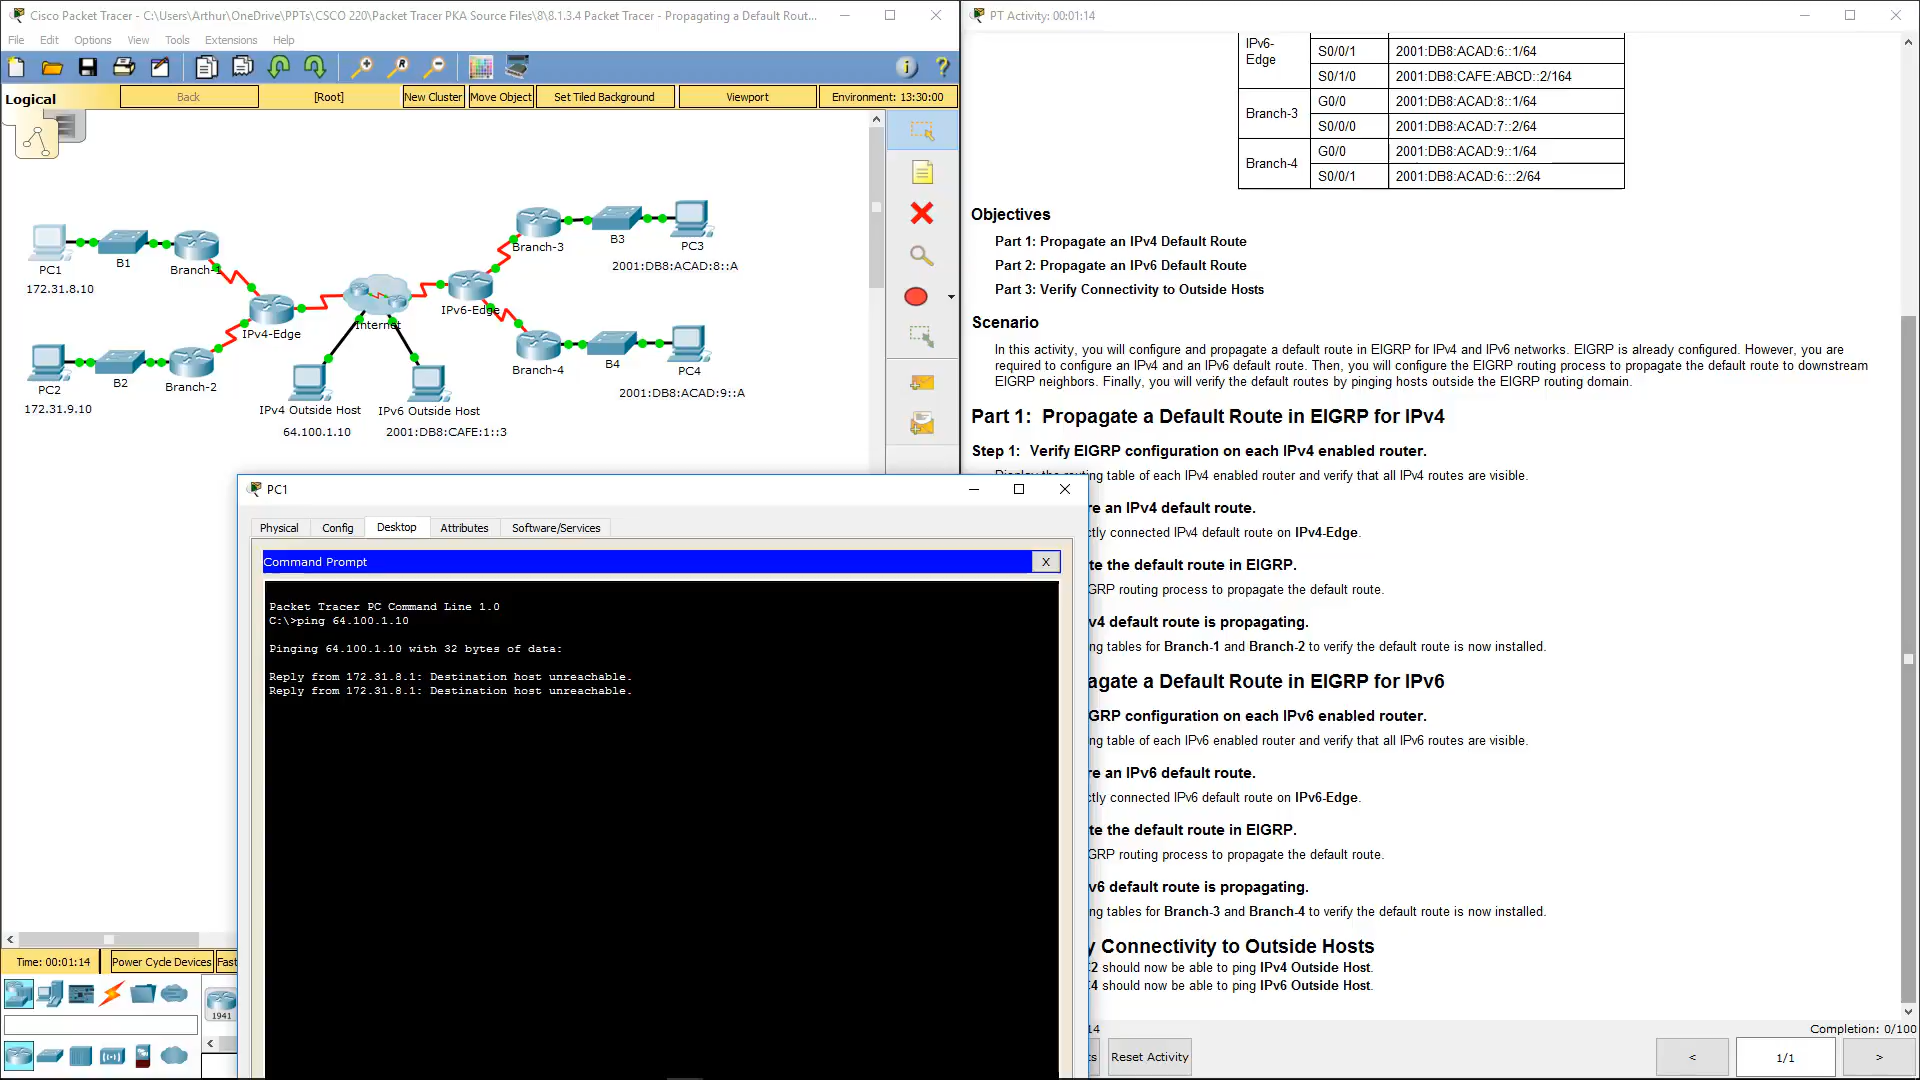 Cisco Packet Tracer - C:\Users\Arthur\OneDrive\PPTs\CSCO 220\Packet Tracer PKA Source Files\8\8.1.3.4 Packet Tracer - Propagating a Default Rout...
File Edit Options View Tools Extensions Help
Logical Back [Root] New Cluster Move Object Set Tiled Background Viewport Environment: 13:30:00
Branch-3
B3
PC3
2001:DB8:ACAD:8::A
PC1
B1
Branch-1
172.31.8.10
IPv4-Edge
Internet
IPv6-Edge
Branch-4
B4
PC4
2001:DB8:ACAD:9::A
PC2
B2
Branch-2
172.31.9.10
IPv4 Outside Host
64.100.1.10
IPv6 Outside Host
2001:DB8:CAFE:1::3
PC1
Physical Config Desktop Attributes Software/Services
Command Prompt X
Packet Tracer PC Command Line 1.0
C:\>ping 64.100.1.10
Pinging 64.100.1.10 with 32 bytes of data:
Reply from 172.31.8.1: Destination host unreachable.
Reply from 172.31.8.1: Destination host unreachable.
Time: 00:01:14 Power Cycle Devices Fast
1941
PT Activity: 00:01:14
IPv6-
Edge
S0/0/1 2001:DB8:ACAD:6::1/64
S0/1/0 2001:DB8:CAFE:ABCD::2/164
Branch-3
G0/0 2001:DB8:ACAD:8::1/64
S0/0/0 2001:DB8:ACAD:7::2/64
Branch-4
G0/0 2001:DB8:ACAD:9::1/64
S0/0/1 2001:DB8:ACAD:6:::2/64
Objectives
Part 1: Propagate an IPv4 Default Route
Part 2: Propagate an IPv6 Default Route
Part 3: Verify Connectivity to Outside Hosts
Scenario
In this activity, you will configure and propagate a default route in EIGRP for IPv4 and IPv6 networks. EIGRP is already configured. However, you are
required to configure an IPv4 and an IPv6 default route. Then, you will configure the EIGRP routing process to propagate the default route to downstream
EIGRP neighbors. Finally, you will verify the default routes by pinging hosts outside the EIGRP routing domain.
Part 1: Propagate a Default Route in EIGRP for IPv4
Step 1: Verify EIGRP configuration on each IPv4 enabled router.
Display the routing table of each IPv4 enabled router and verify that all IPv4 routes are visible.
re an IPv4 default route.
ctly connected IPv4 default route on IPv4-Edge.
te the default route in EIGRP.
GRP routing process to propagate the default route.
v4 default route is propagating.
ng tables for Branch-1 and Branch-2 to verify the default route is now installed.
agate a Default Route in EIGRP for IPv6
GRP configuration on each IPv6 enabled router.
ng table of each IPv6 enabled router and verify that all IPv6 routes are visible.
re an IPv6 default route.
ctly connected IPv6 default route on IPv6-Edge.
te the default route in EIGRP.
GRP routing process to propagate the default route.
v6 default route is propagating.
ng tables for Branch-3 and Branch-4 to verify the default route is now installed.
y Connectivity to Outside Hosts
2 should now be able to ping IPv4 Outside Host.
4 should now be able to ping IPv6 Outside Host.
14 Completion: 0/100
ts Reset Activity < 1/1 >